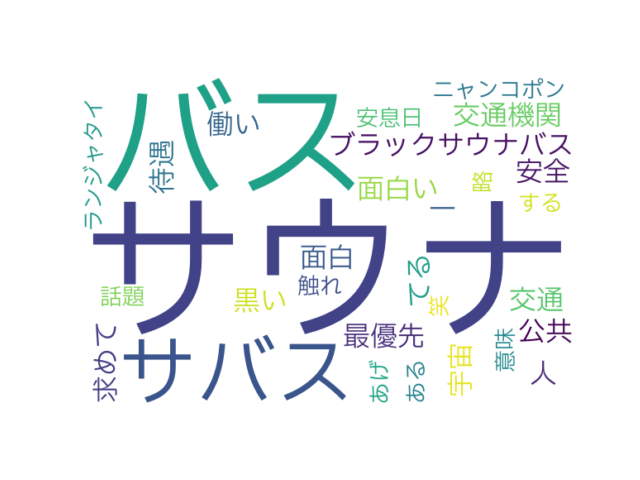 バス
働い
待遇
ランジャタイ
ニャンコポン
安息日
交通機関
ブラックサウナバス
面白い
安全
する
一
サウナ
面白
触れ
てる
話題
黒い
笑
交通
公共
最優先
求めて
サバス
あげ
ある
宇宙
意味
人